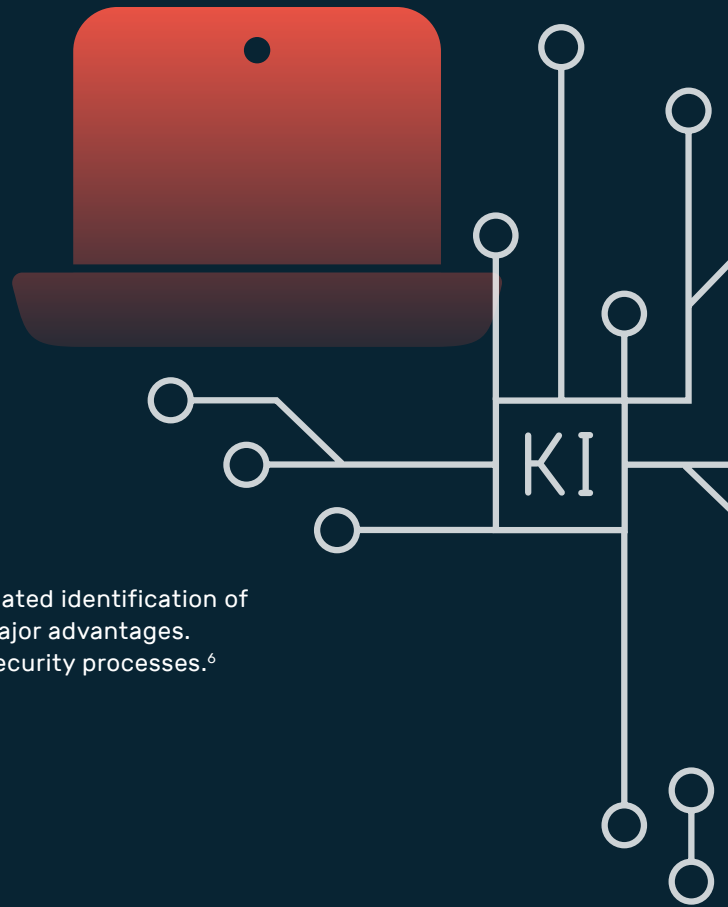 KI
ated identification of
ajor advantages.
ecurity processes.⁶